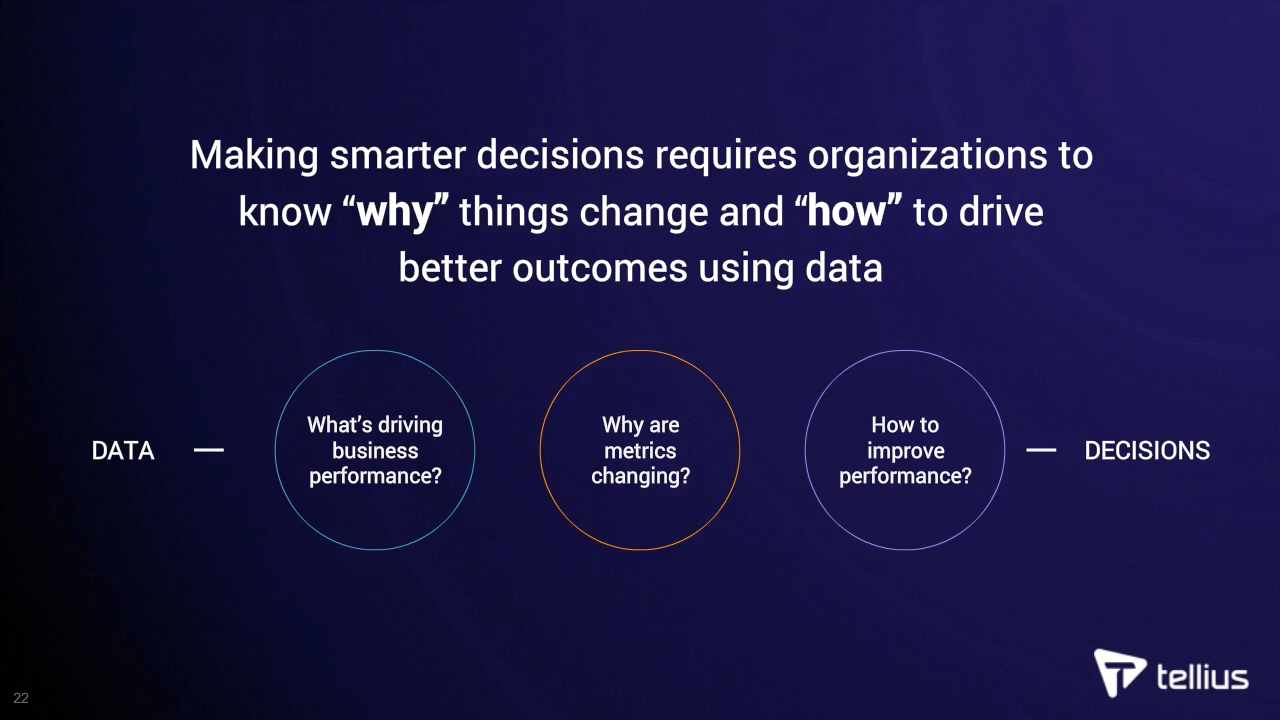 Making smarter decisions requires organizations to
know “why” things change and “how” to drive
better outcomes using data
DATA
What's driving
business
performance?
Why are
metrics
changing?
How to
improve
performance?
DECISIONS
22
tellius